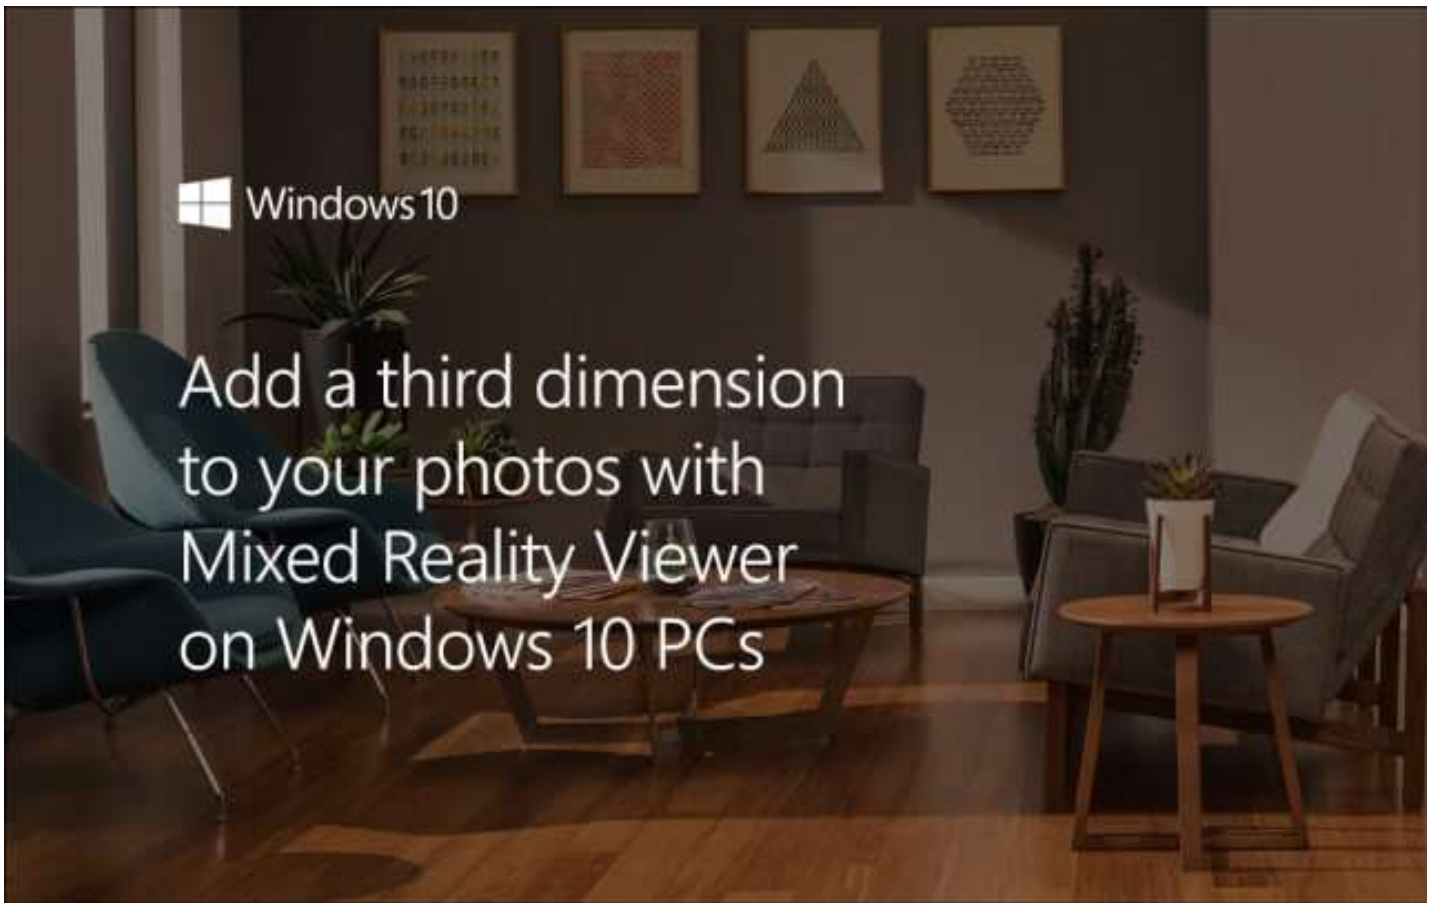 Windows 10
Add a third dimension
to your photos with
Mixed Reality Viewer
on Windows 10 PCs